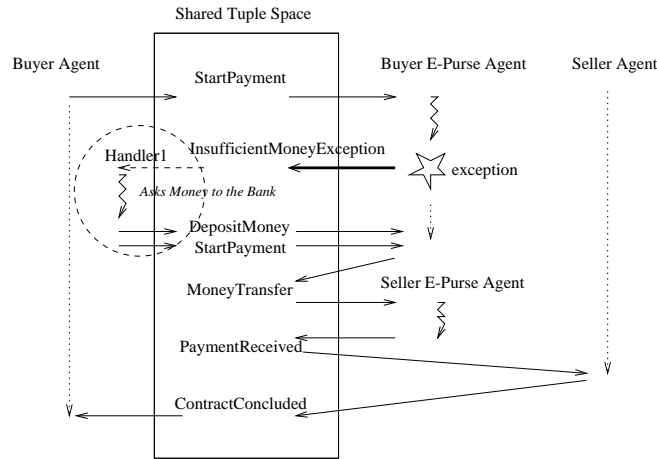 Shared Tuple Space
Buyer Agent
Buyer E-Purse Agent
Seller Agent
StartPayment
InsufficientMoneyException
Handler1
exception
Asks Money to the Bank
DepositMoney
StartPayment
Seller E-Purse Agent
MoneyTransfer
PaymentReceived
ContractConcluded